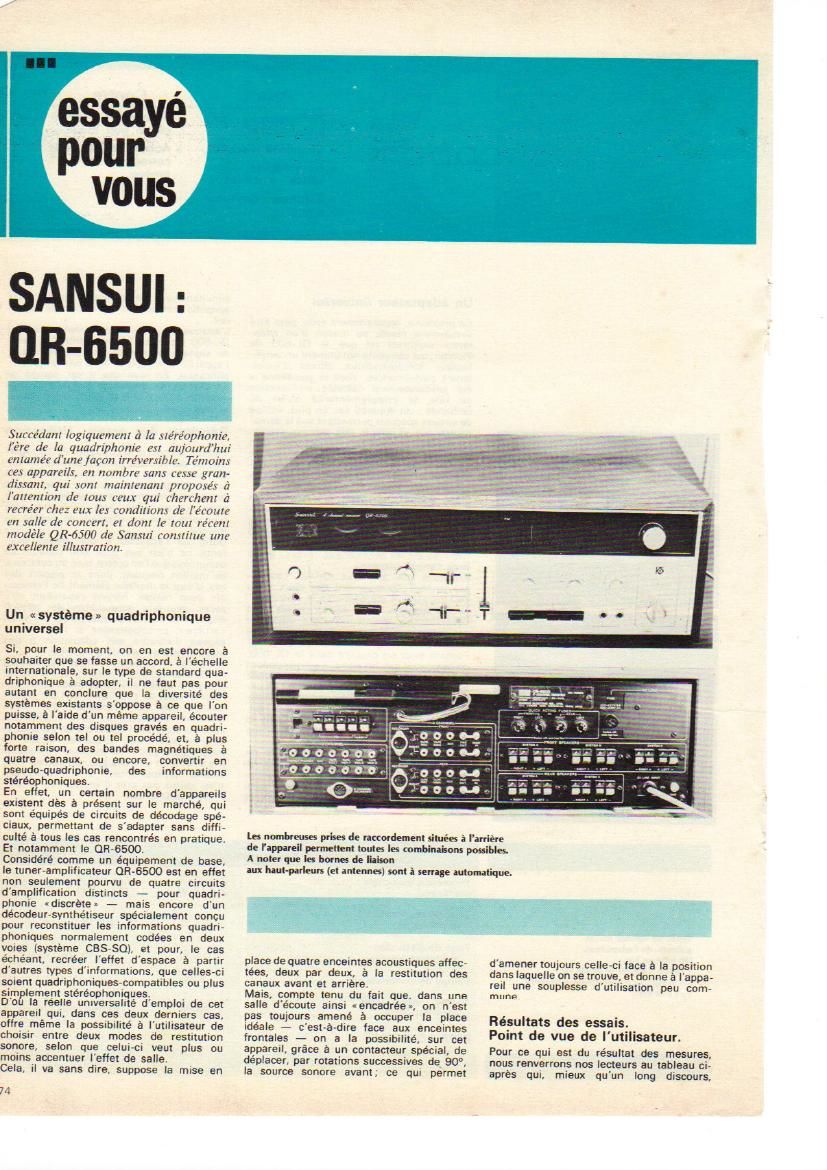 essayé
pour
vous
SANSUI :
QR-6500
Succédant logiquement à la stéréophonie,
l'ère de la quadriphonie est aujourd'hui
entamée d'une façon irréversible. Témoins
ces appareils, en nombre sans cesse gran-
dissant, qui sont maintenant proposés à
l'attention de tous ceux qui cherchent à
recréer chez eux les conditions de l'écoute
en salle de concert, et dont le tout récent
modèle QR-6500 de Sansui constitue une
excellente illustration.
Un «système» quadriphonique
universel
Si, pour le moment, on en est encore à
souhaiter que se fasse un accord, à l'échelle
internationale, sur le type de standard qua-
driphonique à adopter, il ne faut pas pour
autant en conclure que la diversité des
systèmes existants s'oppose à ce que l'on
puisse, à l'aide d'un même appareil, écouter
notamment des disques gravés en quadri-
phonie selon tel ou tel procédé, et, à plus
forte raison, des bandes magnétiques à
quatre canaux, ou encore, convertir en
pseudo-quadriphonie, des informations
stéréophoniques.
En effet, un certain nombre d'appareils
existent dès à présent sur le marché, qui
sont équipés de circuits de décodage spé-
ciaux, permettant de s'adapter sans diffi-
culté à tous les cas rencontrés en pratique.
Et notamment le QR-6500.
Considéré comme un équipement de base,
le tuner-amplificateur QR-6500 est en effet
non seulement pourvu de quatre circuits
d'amplification distincts — pour quadri-
phonie «discrète» — mais encore d'un
décodeur-synthétiseur spécialement conçu
pour reconstituer les informations quadri-
phoniques normalement codées en deux
voies (système CBS-SQ), et pour, le cas
échéant, recréer l'effet d'espace à partir
d'autres types d'informations, que celles-ci
soient quadriphoniques-compatibles ou plus
simplement stéréophoniques.
D'où la réelle universalité d'emploi de cet
appareil qui, dans ces deux derniers cas,
offre même la possibilité à l'utilisateur de
choisir entre deux modes de restitution
sonore, selon que celui-ci veut plus ou
moins accentuer l'effet de salle.
Cela, il va sans dire, suppose la mise en
74
Sansui
QR-6500
QUICK ACTING FUSES
FRONT SPEAKERS
REAR SPEAKERS
Les nombreuses prises de raccordement situées à l'arrière
de l'appareil permettent toutes les combinaisons possibles.
A noter que les bornes de liaison
aux haut-parleurs (et antennes) sont à serrage automatique.
place de quatre enceintes acoustiques affec-
tées, deux par deux, à la restitution des
canaux avant et arrière.
Mais, compte tenu du fait que, dans une
salle d'écoute ainsi «encadrée», on n'est
pas toujours amené à occuper la place
idéale — c'est-à-dire face aux enceintes
frontales — on a la possibilité, sur cet
appareil, grâce à un contacteur spécial, de
déplacer, par rotations successives de 90°,
la source sonore avant; ce qui permet
d'amener toujours celle-ci face à la position
dans laquelle on se trouve, et donne à l'appa-
reil une souplesse d'utilisation peu com-
mune.
Résultats des essais.
Point de vue de l'utilisateur.
Pour ce qui est du résultat des mesures,
nous renverrons nos lecteurs au tableau ci-
après qui, mieux qu'un long discours,